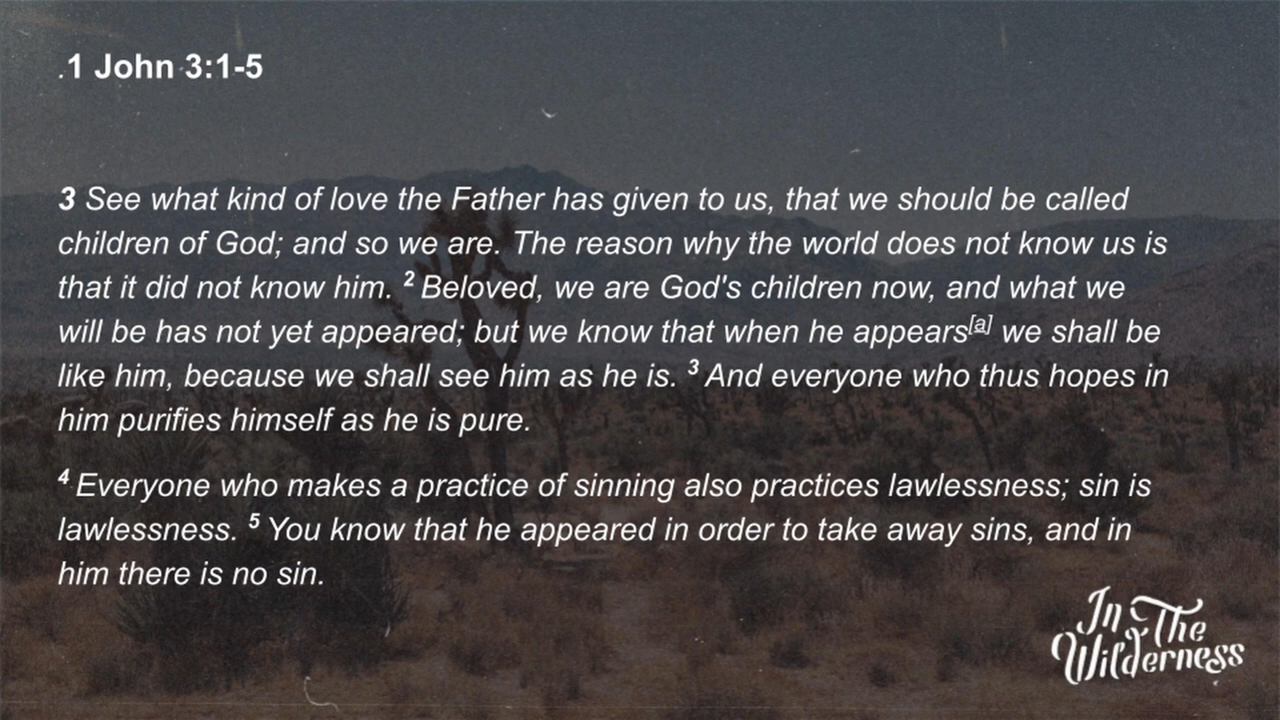 .1 John 3:1-5
3 See what kind of love the Father has given to us, that we should be called
children of God; and so we are. The reason why the world does not know us is
that it did not know him. 2 Beloved, we are God's children now, and what we
will be has not yet appeared; but we know that when he appears[a] we shall be
like him, because we shall see him as he is. 3 And everyone who thus hopes in
him purifies himself as he is pure.
4 Everyone who makes a practice of sinning also practices lawlessness; sin is
lawlessness. 5 You know that he appeared in order to take away sins, and in
him there is no sin.
In The
Wilderness